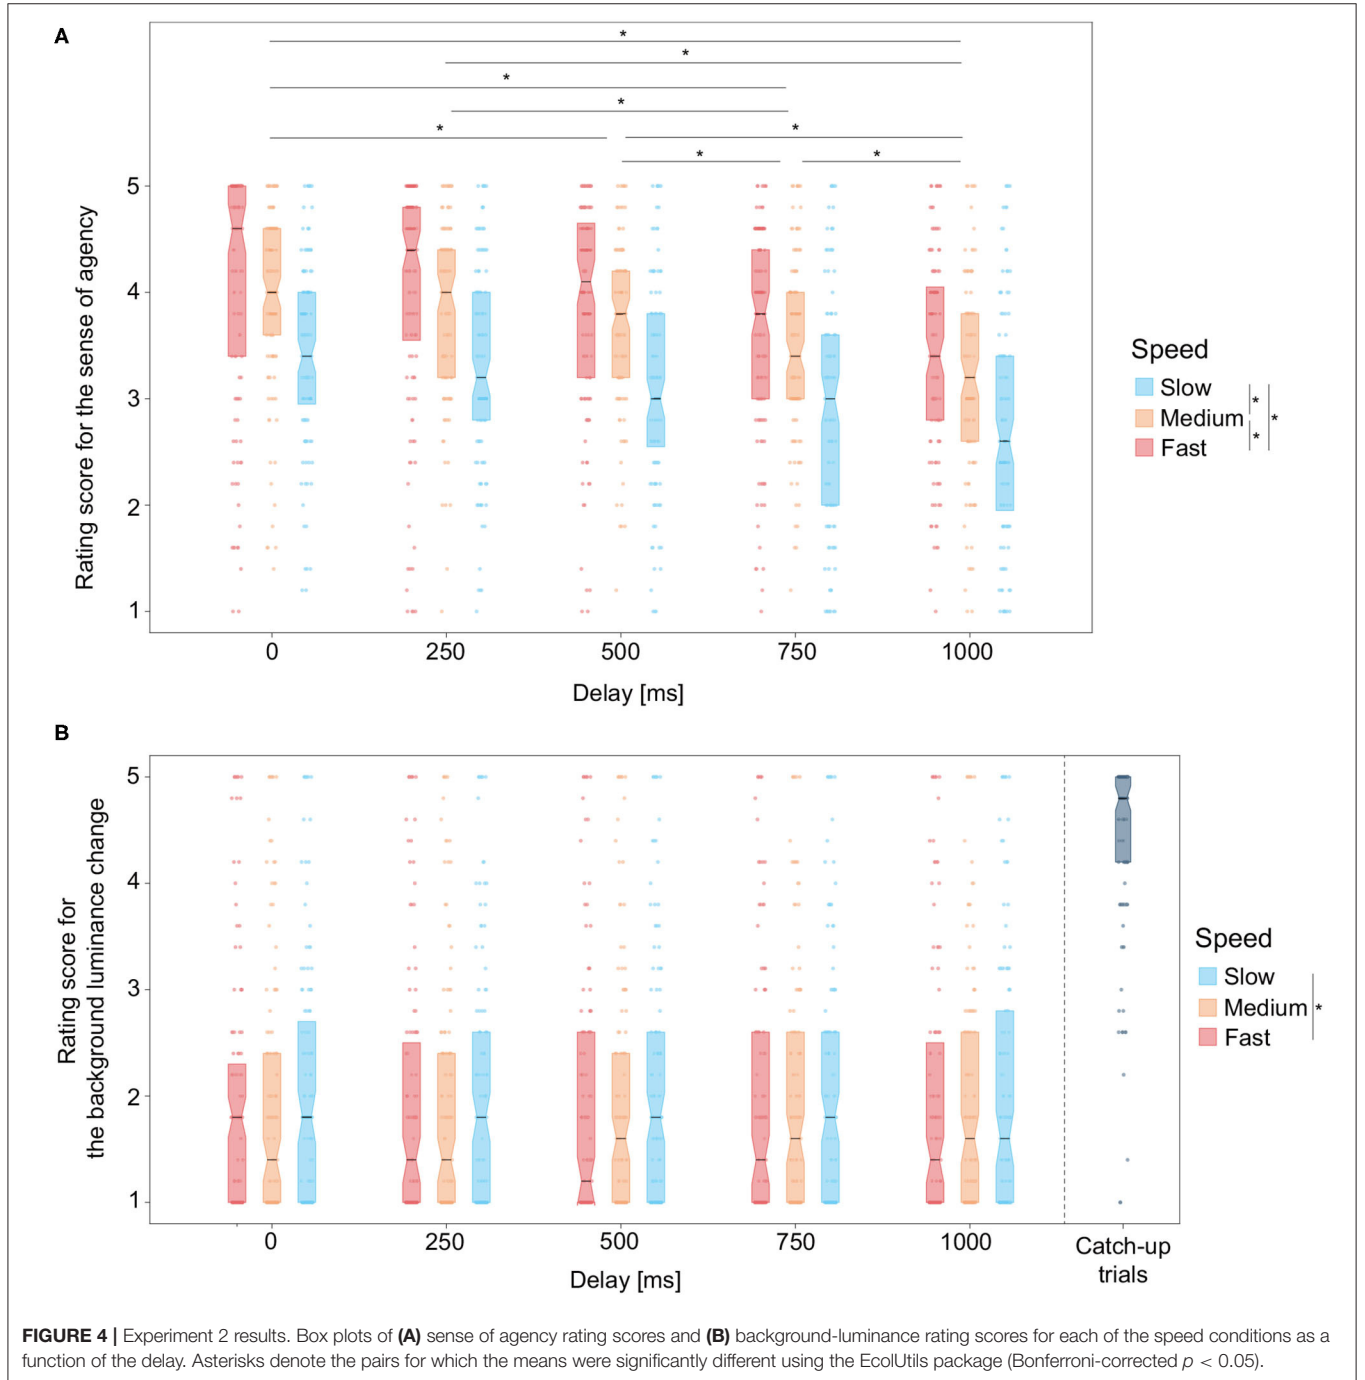 A
* 
*
*
*
*
*
*
*
5
4
3
2
1
Rating score for the sense of agency
0 250 500 750 1000
Delay [ms]
Speed
Slow
Medium
Fast
*
*
*
B
5
4
3
2
1
Rating score for
the background luminance change
0 250 500 750 1000
Catch-up
trials
Delay [ms]
Speed
Slow
Medium *
Fast
FIGURE 4 | Experiment 2 results. Box plots of (A) sense of agency rating scores and (B) background-luminance rating scores for each of the speed conditions as a
function of the delay. Asterisks denote the pairs for which the means were significantly different using the EcolUtils package (Bonferroni-corrected p < 0.05).